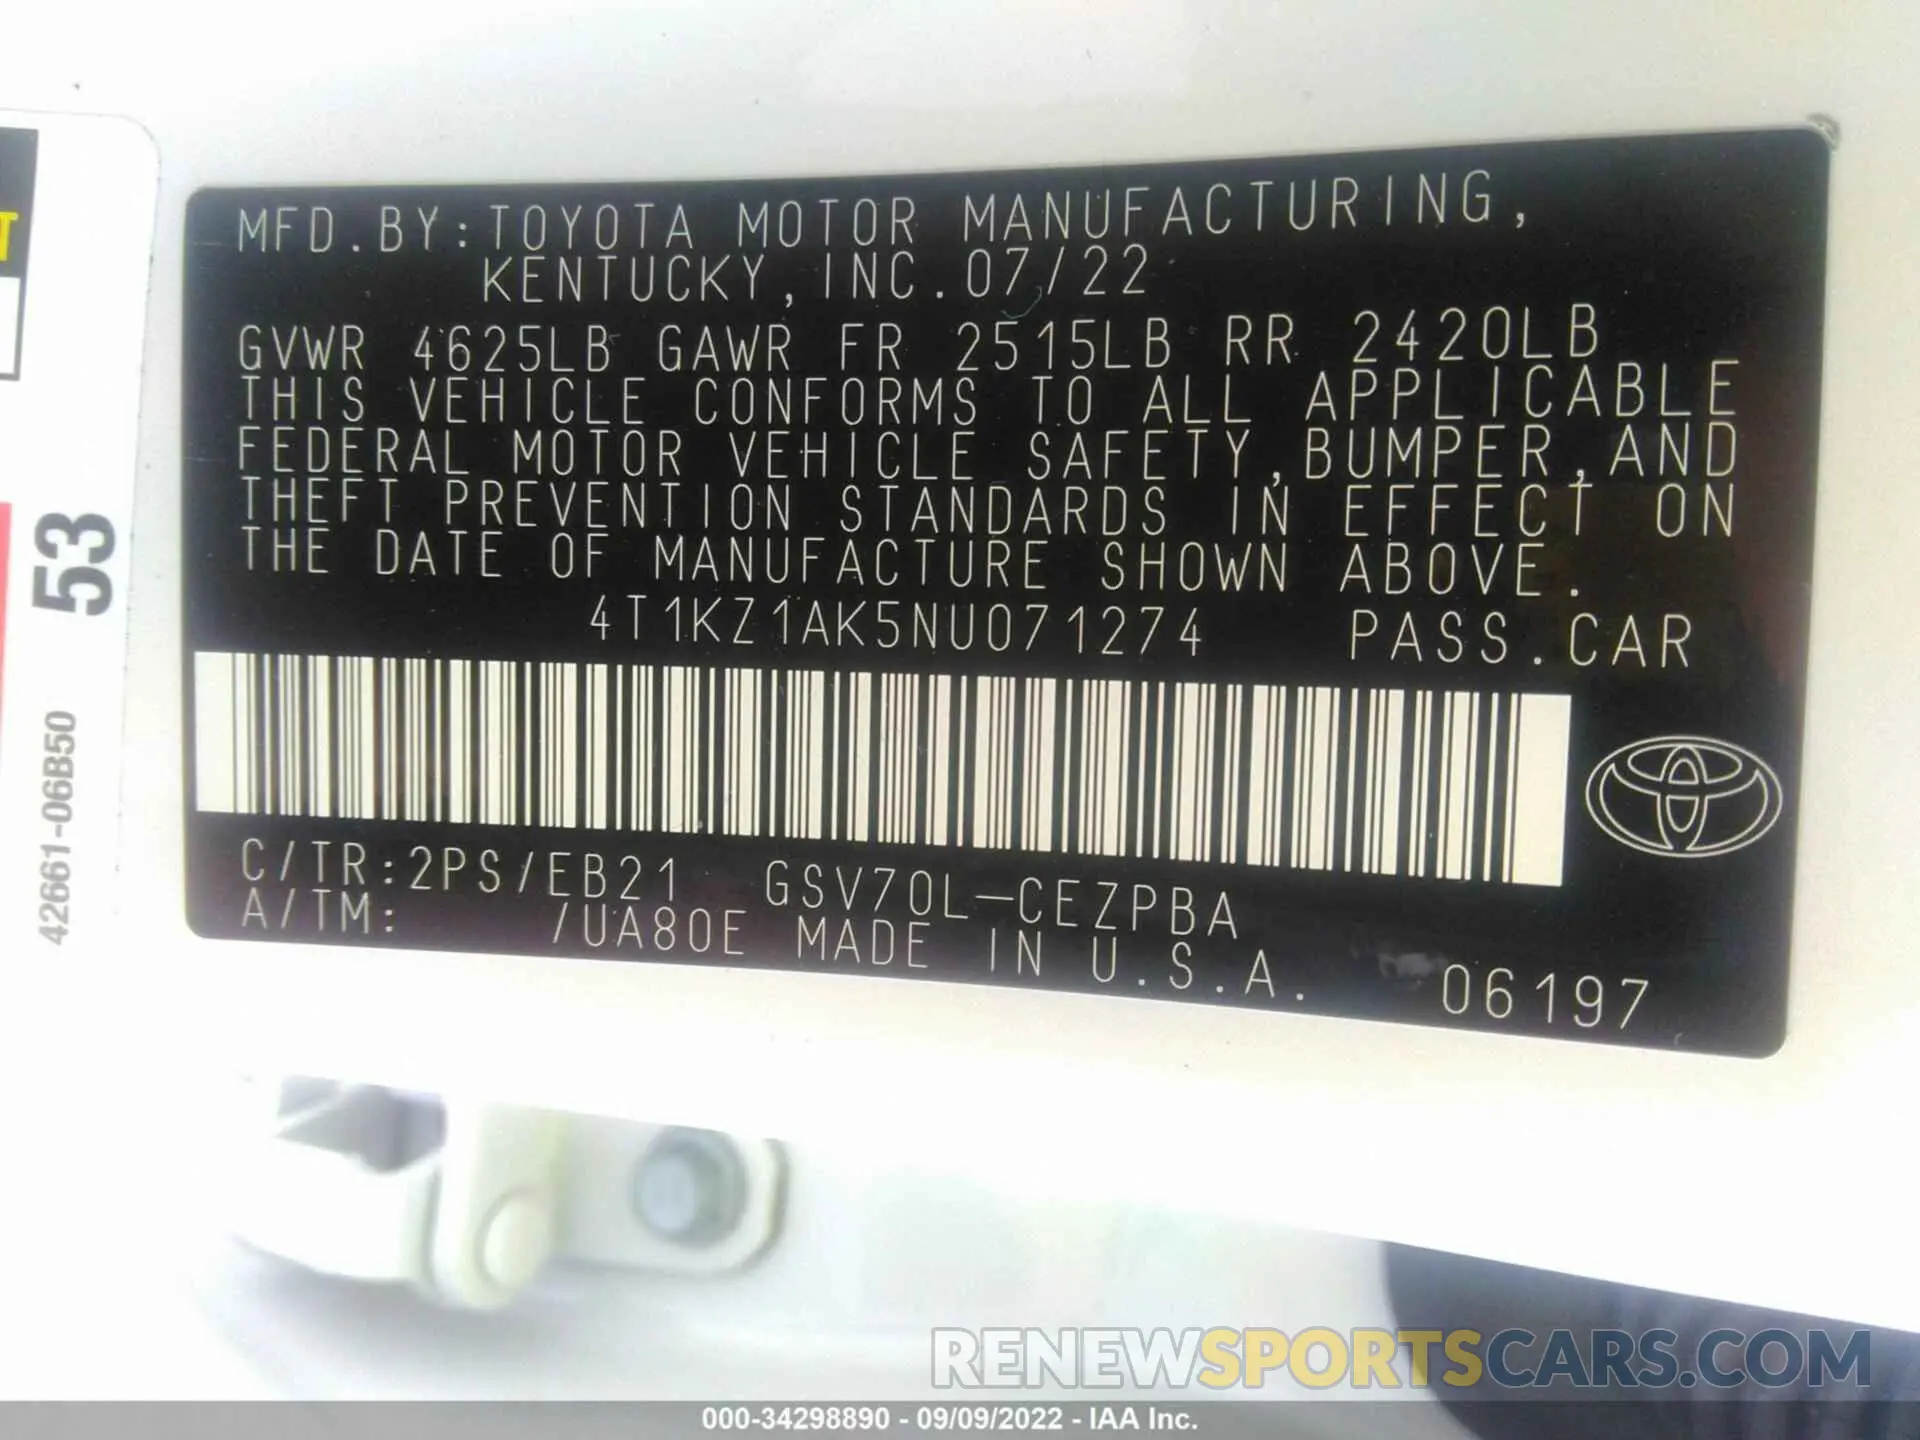 MFD.BY:TOYOTA MOTOR MANUFACTURING,
KENTUCKY, INC. 07/22
GVWR 4625LB GAWR FR 2515LB RR 2420LB
THIS VEHICLE CONFORMS TO ALL APPLICABLE
FEDERAL MOTOR VEHICLE SAFETY, BUMPER, AND
THEFT PREVENTION STANDARDS IN EFFECT ON
THE DATE OF MANUFACTURE SHOWN ABOVE.
4T1KZ1AK5NU071274 PASS.CAR
C/TR:2PS/EB21 GSV70L-CEZPBA
A/TM: /UA80E MADE IN U.S.A.
06197
T
53
42661-06B50
RENEWSPORTSCARS.COM
000-34298890 - 09/09/2022 - IAA Inc.